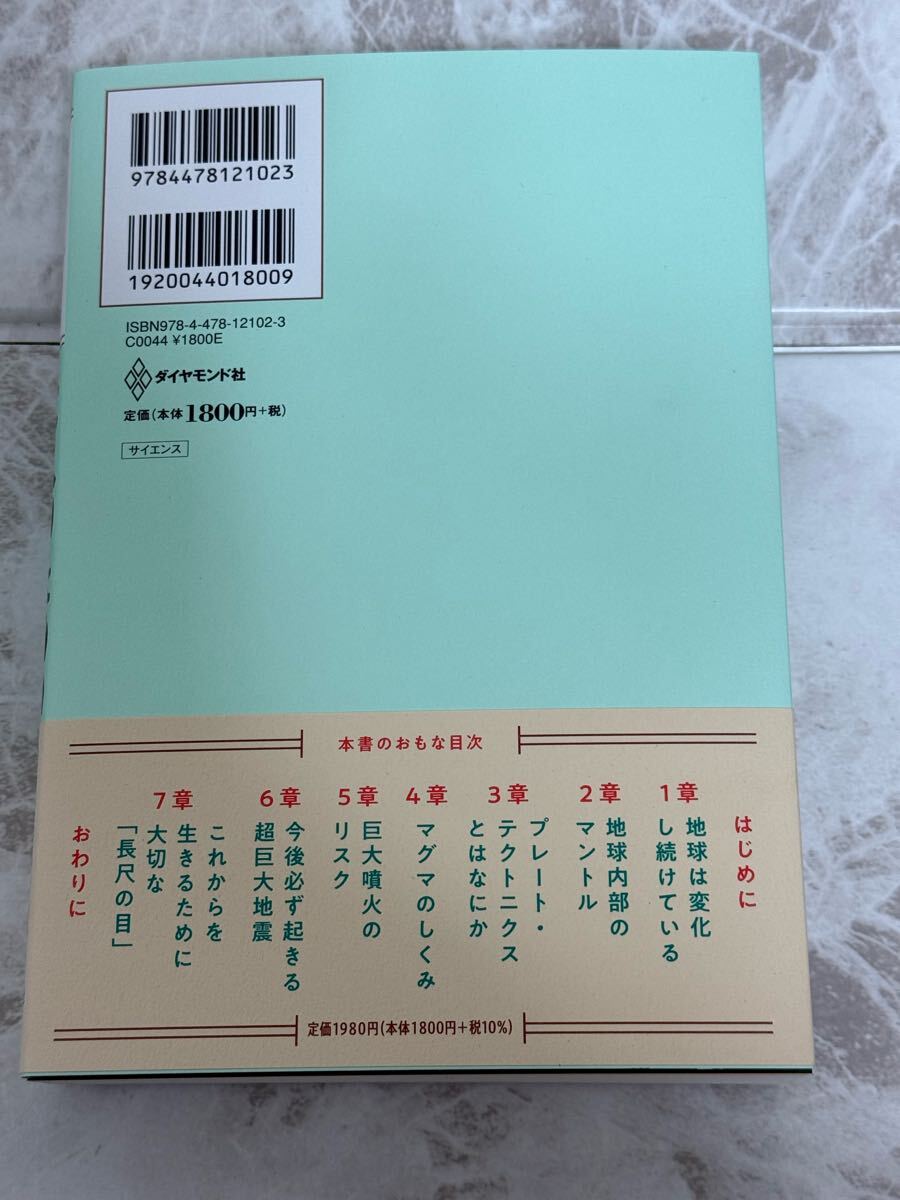 9784478121023
1920044018009
ISBN978-4-478-12102-3
C0044 ¥1800E
ダイヤモンド社
定価(本体1800円+税)
サイエンス
本書のおもな目次
はじめに
1章
地球は変化
し続けている
2章
地球内部の
マントル
3章
プレート・
テクトニクス
とはなにか
4章
マグマのしくみ
5章
巨大噴火の
リスク
6章
今後必ず起きる
超巨大地震
7章
これからを
生きるために
大切な
「長尺の目」
おわりに
定価1980円(本体1800円+税10%)